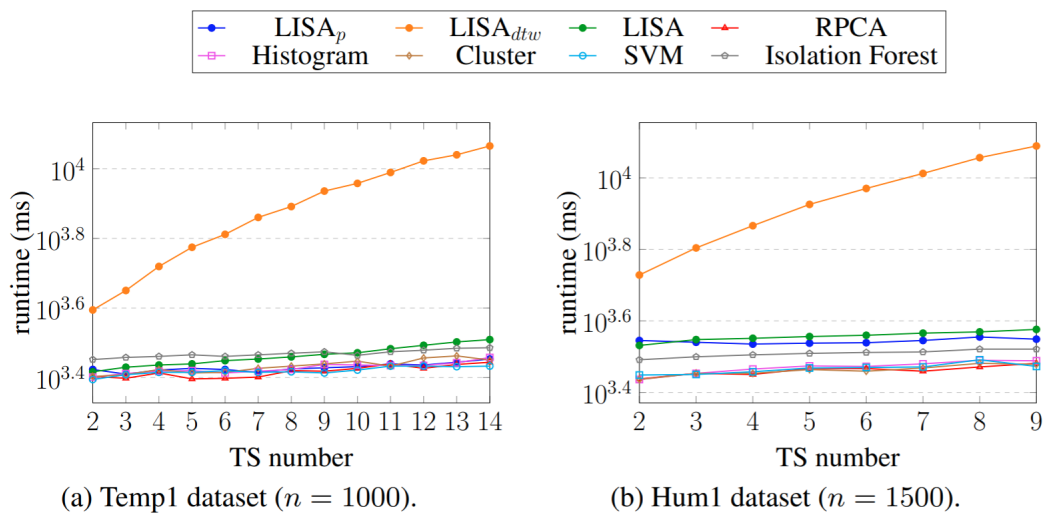 LISA_p LISA_dtw LISA RPCA
Histogram Cluster SVM Isolation Forest
runtime (ms)
10^4
10^3.8
10^3.6
10^3.4
2 3 4 5 6 7 8 9 10 11 12 13 14
TS number
(a) Temp1 dataset (n = 1000).
runtime (ms)
10^4
10^3.8
10^3.6
10^3.4
2 3 4 5 6 7 8 9
TS number
(b) Hum1 dataset (n = 1500).